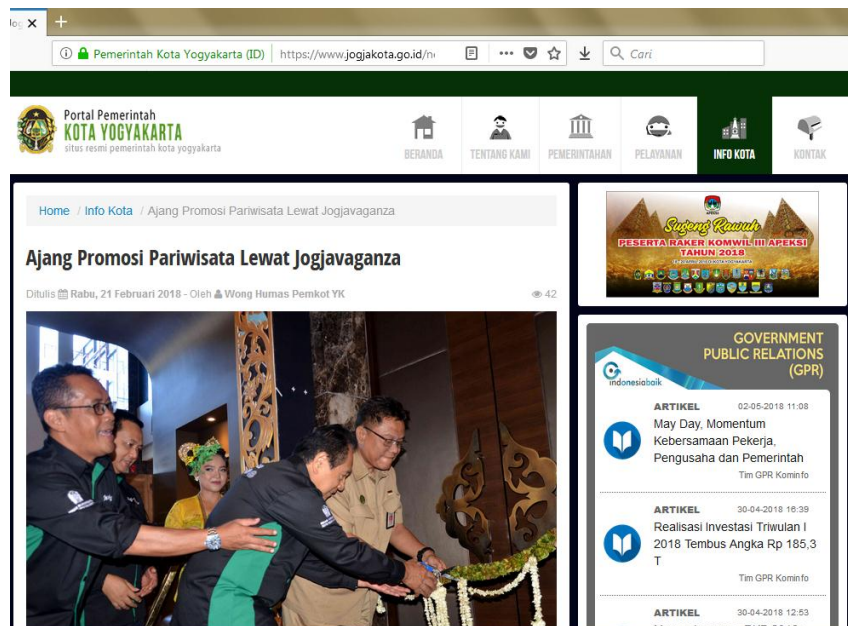 Pemerintah Kota Yogyakarta (ID)
https://www.jogjakota.go.id/n
Cari
Portal Pemerintah
KOTA YOGYAKARTA
situs resmi pemerintah kota yogyakarta
BERANDA
TENTANG KAMI
PEMERINTAHAN
PELAYANAN
INFO KOTA
KONTAK
Home / Info Kota / Ajang Promosi Pariwisata Lewat Jogjavaganza
Ajang Promosi Pariwisata Lewat Jogjavaganza
Ditulis Rabu, 21 Februari 2018 - Oleh Wong Humas Pemkot YK
42
Sugeng Rawuh
PESERTA RAKER KOMWIL III APEKSI
TAHUN 2018
GOVERNMENT
PUBLIC RELATIONS
(GPR)
indonesiabaik
ARTIKEL 02-05-2018 11:08
May Day, Momentum
Kebersamaan Pekerja,
Pengusaha dan Pemerintah
Tim GPR Kominfo
ARTIKEL 30-04-2018 16:39
Realisasi Investasi Triwulan I
2018 Tembus Angka Rp 185,3
T
Tim GPR Kominfo
ARTIKEL 30-04-2018 12:53